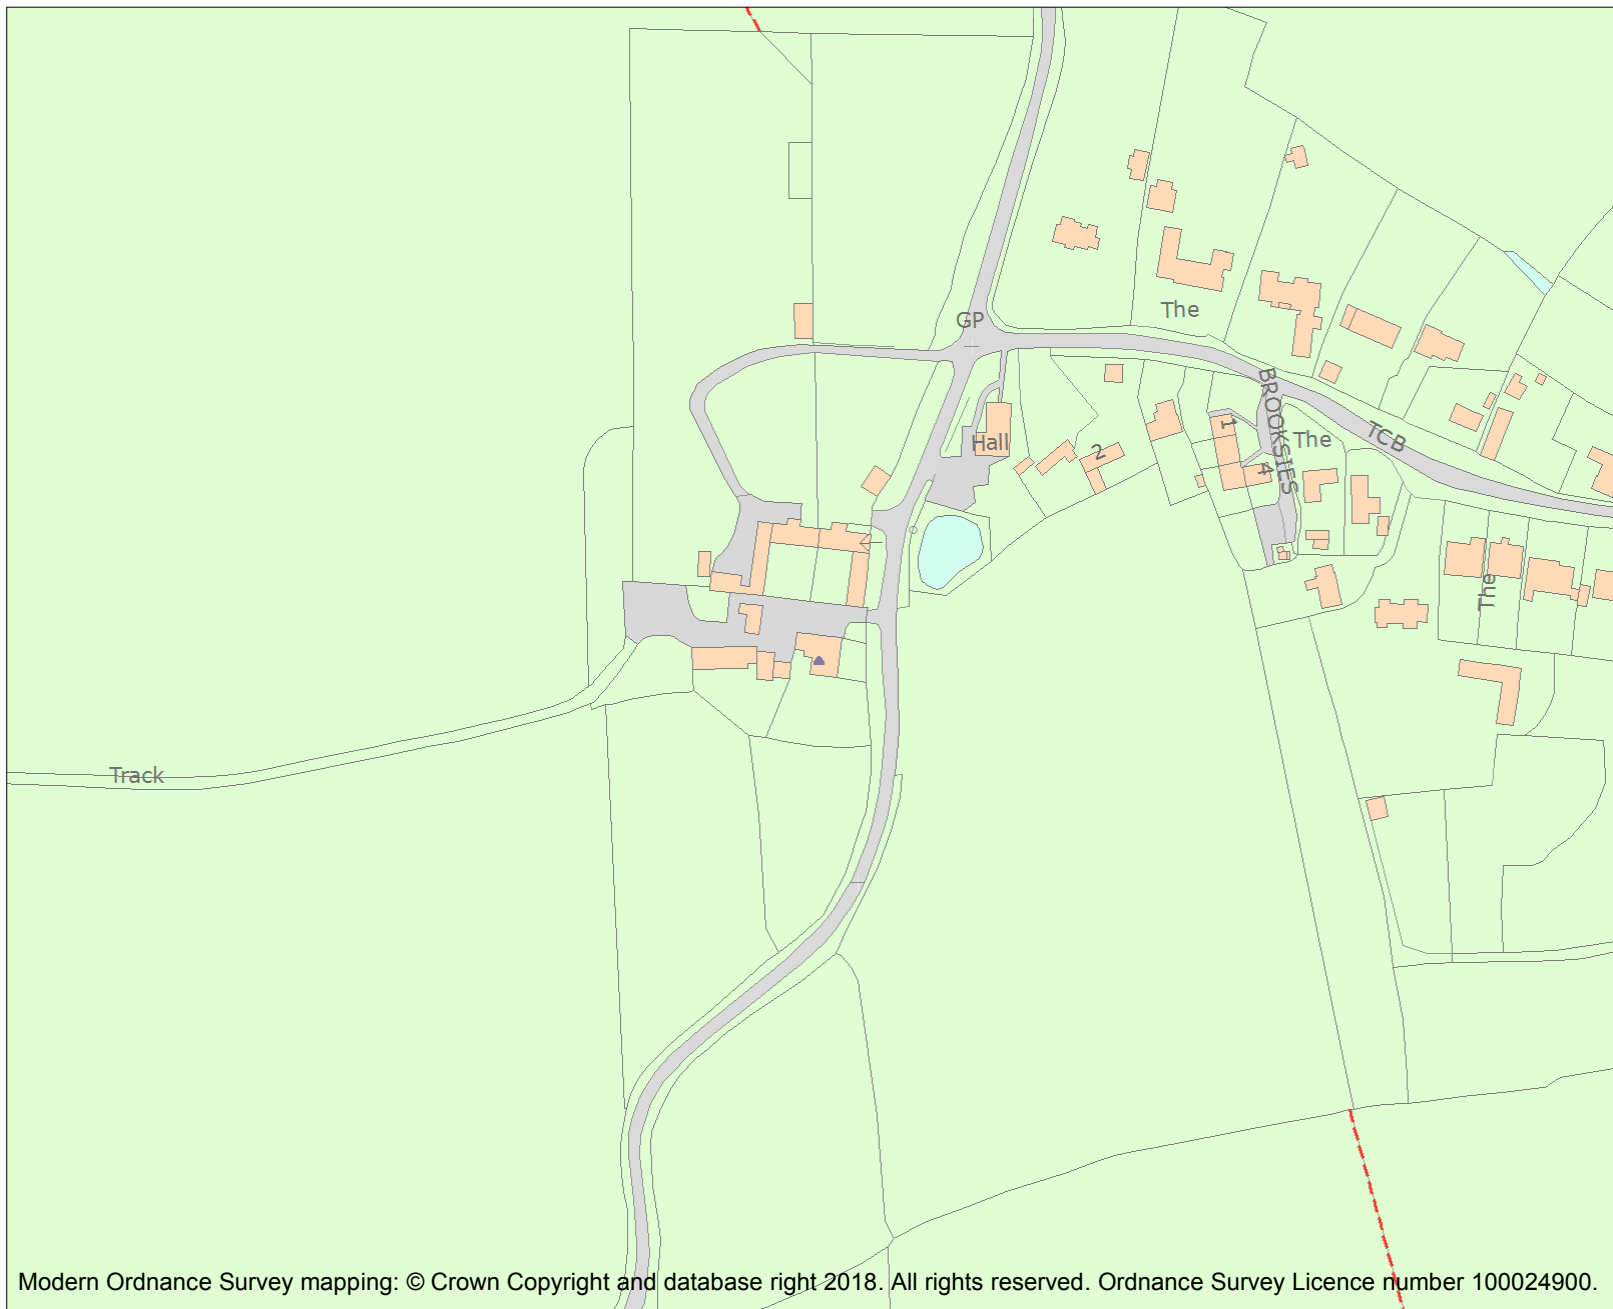 The
GP
BROOKSIES
1
The
TCB
Hall
2
4
The
Track
Modern Ordnance Survey mapping: © Crown Copyright and database right 2018. All rights reserved. Ordnance Survey Licence number 100024900.